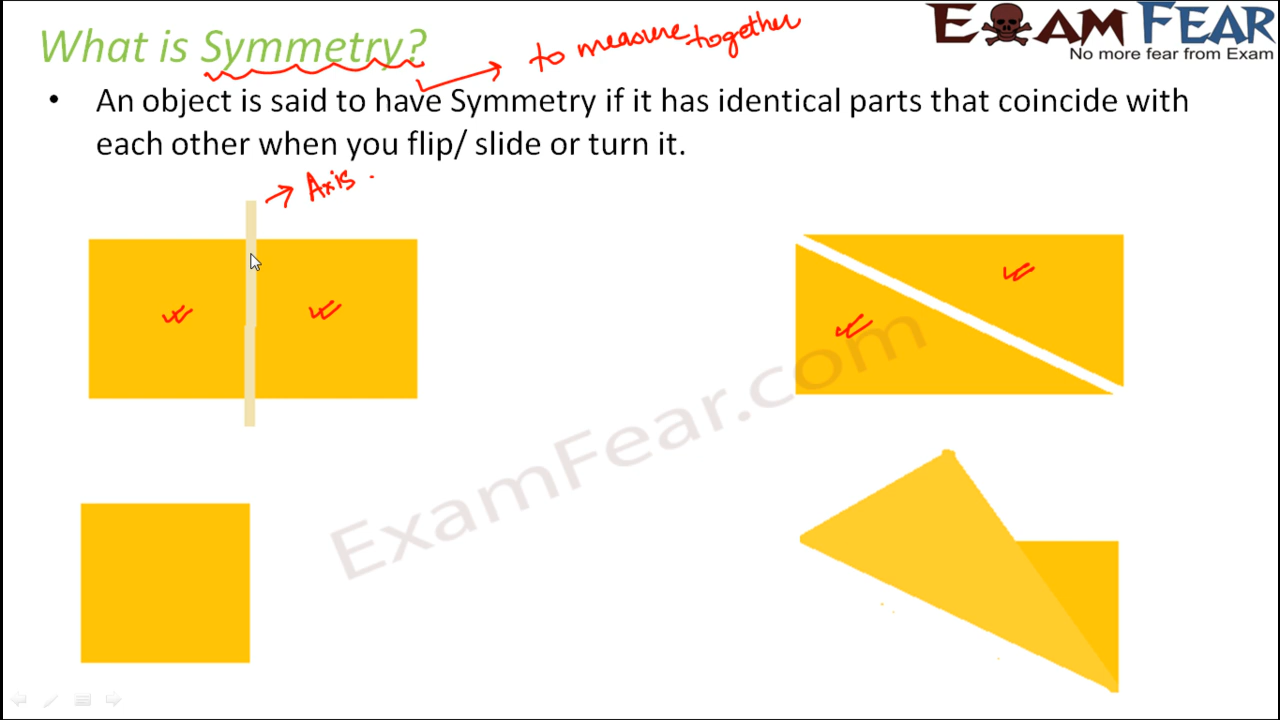 What is Symmetry?
to measure together
EXAM FEAR
No more fear from Exam
• An object is said to have Symmetry if it has identical parts that coincide with
each other when you flip/ slide or turn it.
Axis.
ExamFear.com